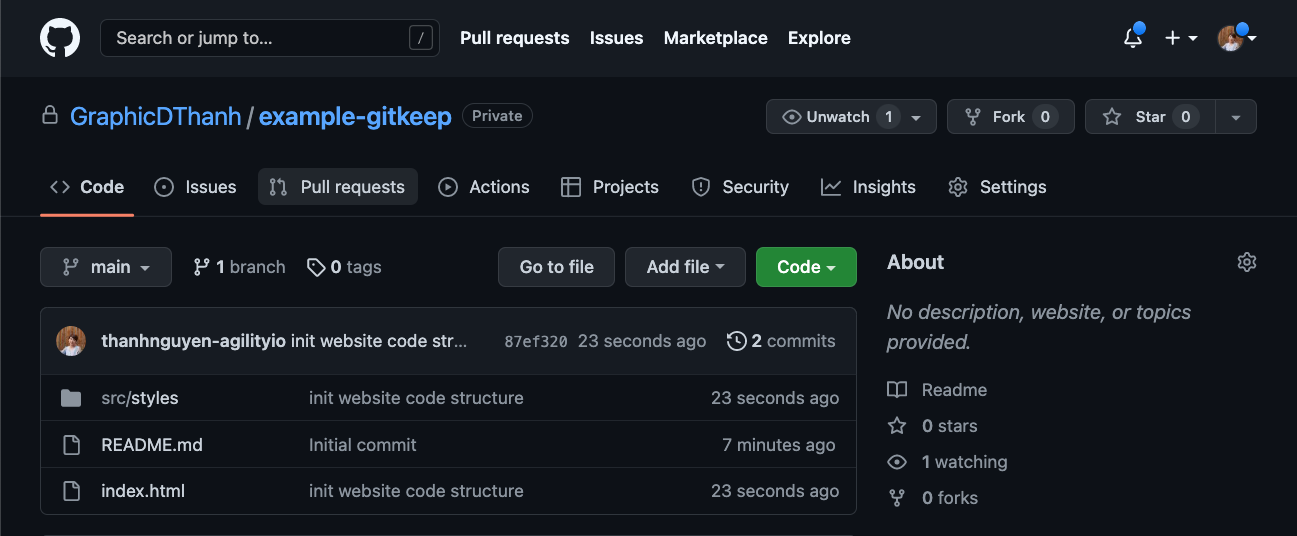 Search or jump to... / Pull requests Issues Marketplace Explore
GraphicDThanh / example-gitkeep Private Unwatch 1 Fork 0 Star 0
Code Issues Pull requests Actions Projects Security Insights Settings
main 1 branch 0 tags Go to file Add file Code
About
No description, website, or topics
provided.
thanhnguyen-agilityio init website code str... 87ef320 23 seconds ago 2 commits
src/styles init website code structure 23 seconds ago
README.md Initial commit 7 minutes ago
index.html init website code structure 23 seconds ago
Readme
0 stars
1 watching
0 forks